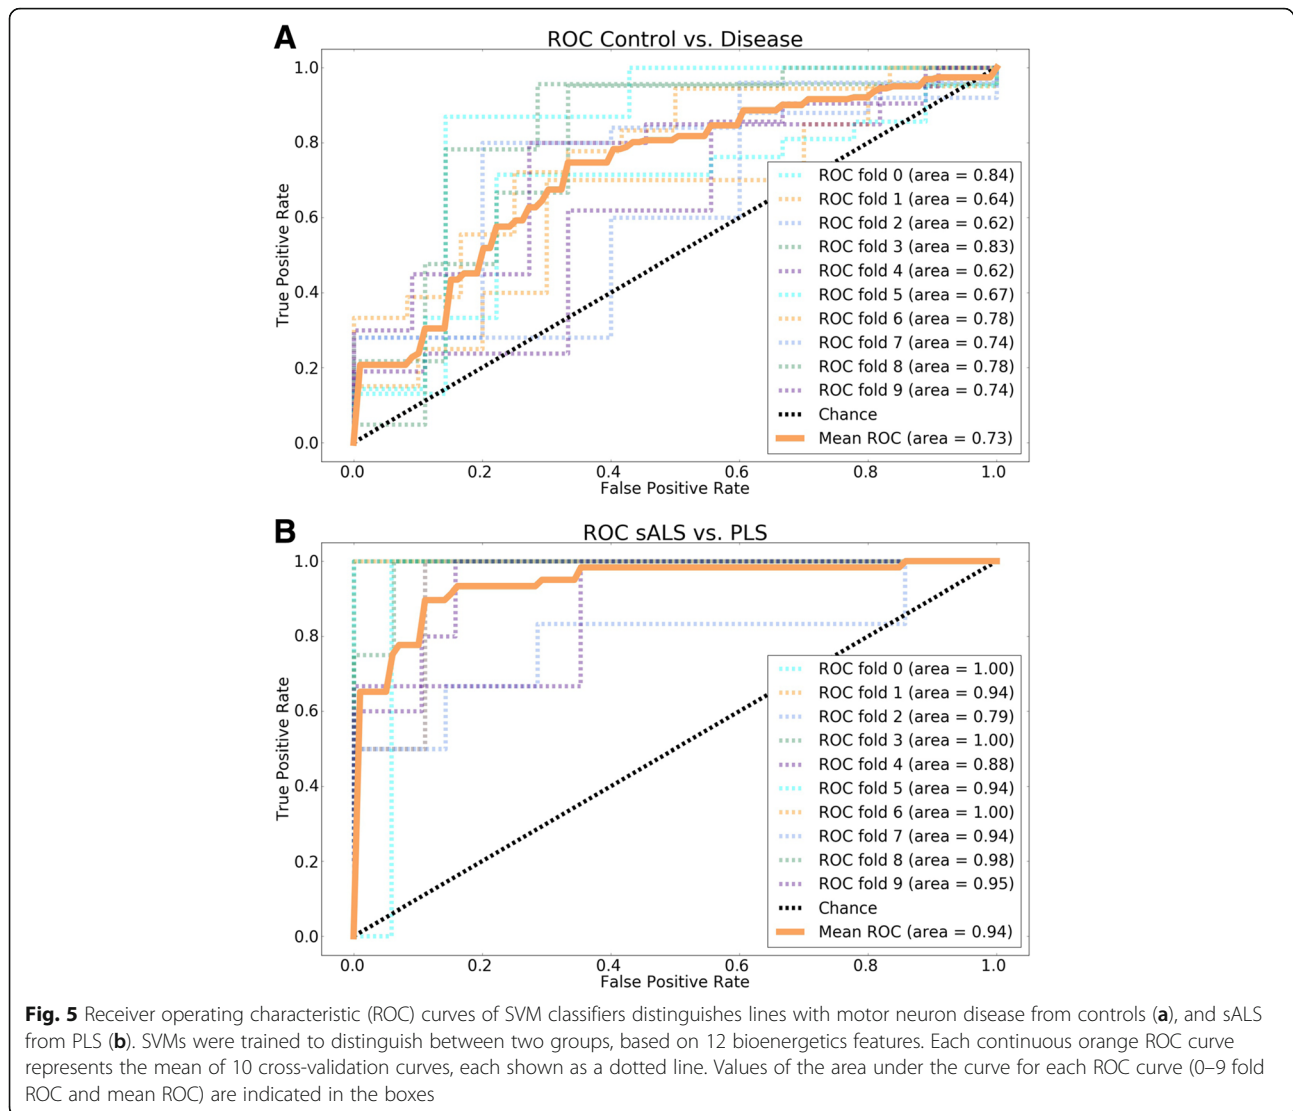 A
ROC Control vs. Disease
1.0
0.8
0.6
0.4
0.2
0.0
True Positive Rate
ROC fold 0 (area = 0.84)
ROC fold 1 (area = 0.64)
ROC fold 2 (area = 0.62)
ROC fold 3 (area = 0.83)
ROC fold 4 (area = 0.62)
ROC fold 5 (area = 0.67)
ROC fold 6 (area = 0.78)
ROC fold 7 (area = 0.74)
ROC fold 8 (area = 0.78)
ROC fold 9 (area = 0.74)
Chance
Mean ROC (area = 0.73)
0.0 0.2 0.4 0.6 0.8 1.0
False Positive Rate
B
ROC sALS vs. PLS
1.0
0.8
0.6
0.4
0.2
0.0
True Positive Rate
ROC fold 0 (area = 1.00)
ROC fold 1 (area = 0.94)
ROC fold 2 (area = 0.79)
ROC fold 3 (area = 1.00)
ROC fold 4 (area = 0.88)
ROC fold 5 (area = 0.94)
ROC fold 6 (area = 1.00)
ROC fold 7 (area = 0.94)
ROC fold 8 (area = 0.98)
ROC fold 9 (area = 0.95)
Chance
Mean ROC (area = 0.94)
0.0 0.2 0.4 0.6 0.8 1.0
False Positive Rate
Fig. 5 Receiver operating characteristic (ROC) curves of SVM classifiers distinguishes lines with motor neuron disease from controls (a), and sALS
from PLS (b). SVMs were trained to distinguish between two groups, based on 12 bioenergetics features. Each continuous orange ROC curve
represents the mean of 10 cross-validation curves, each shown as a dotted line. Values of the area under the curve for each ROC curve (0–9 fold
ROC and mean ROC) are indicated in the boxes